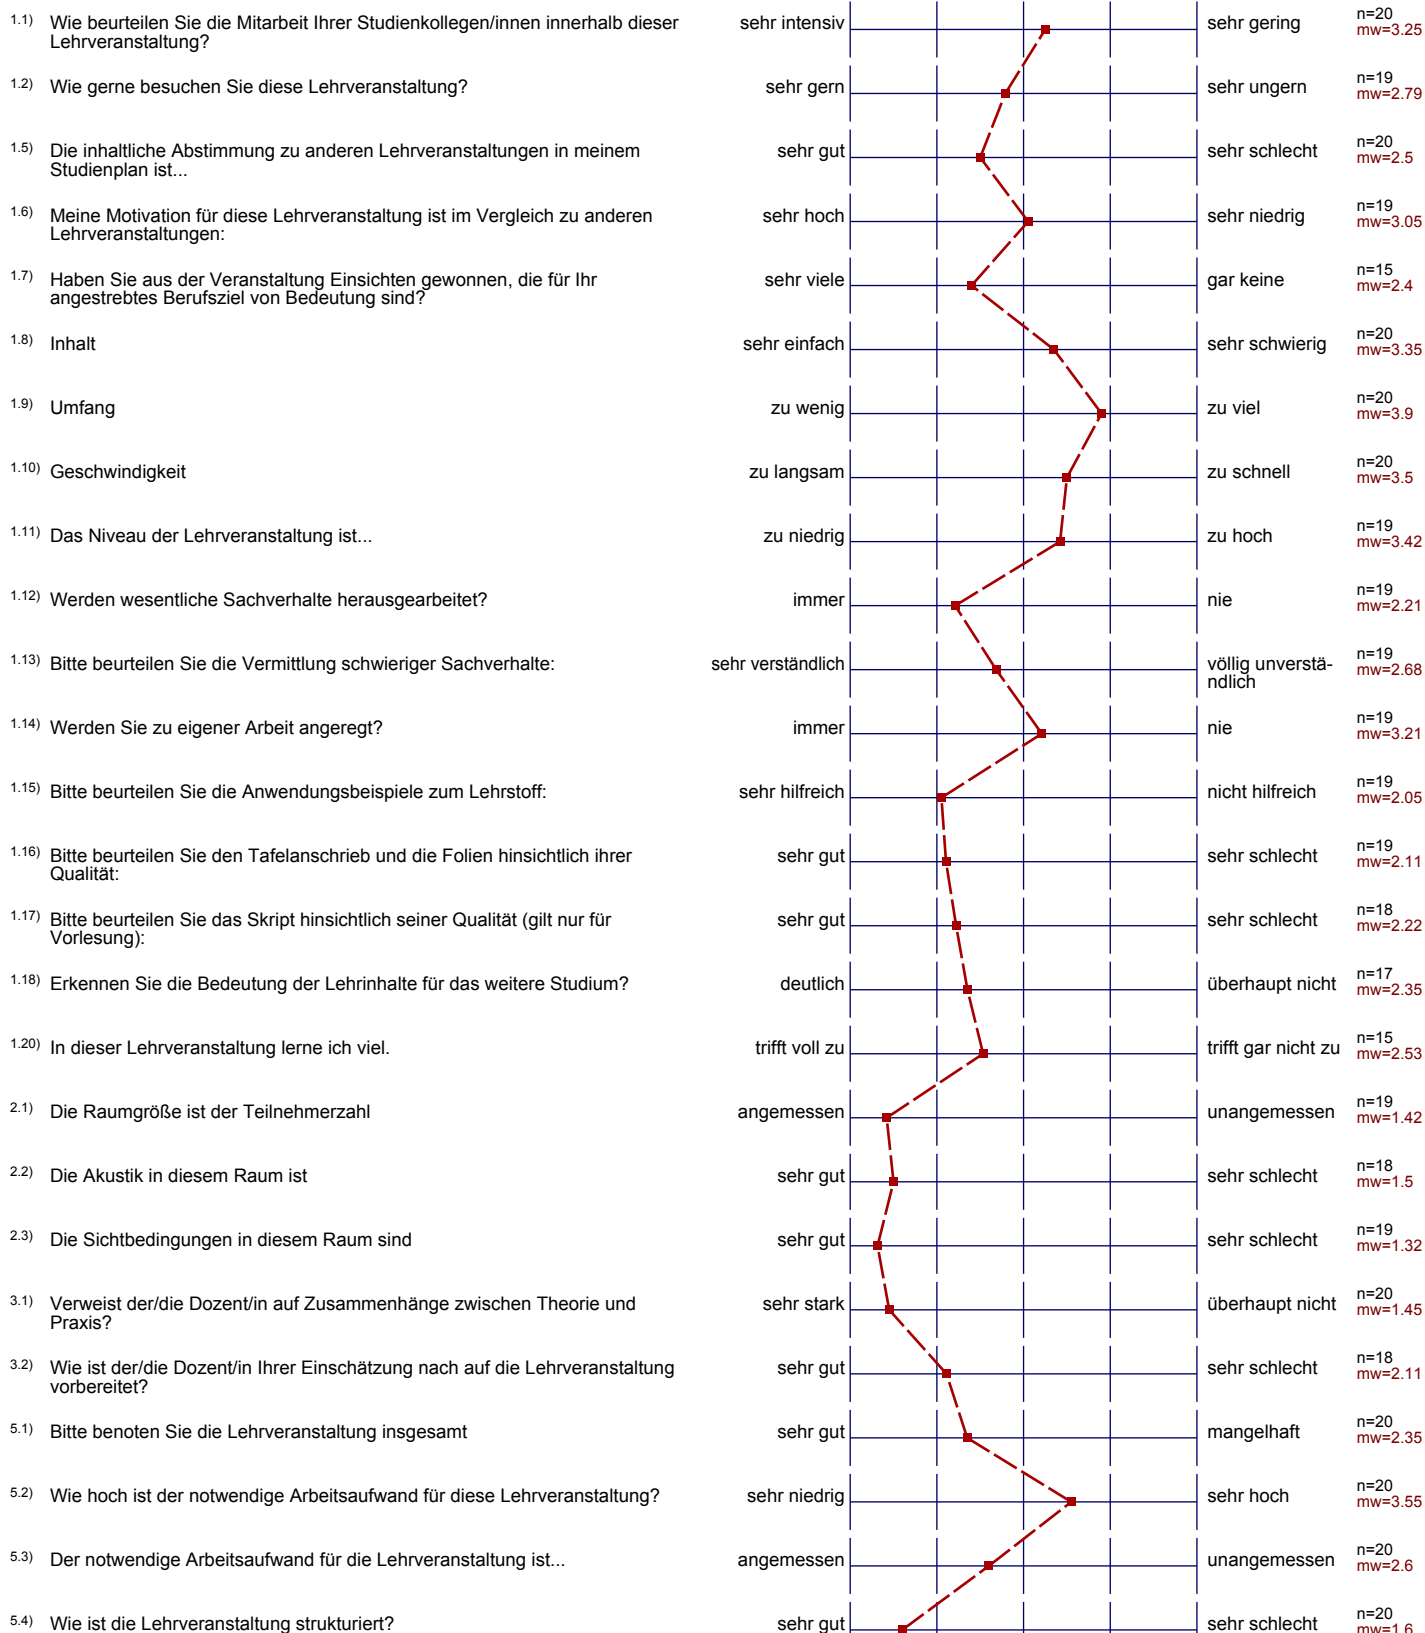 1.1) Wie beurteilen Sie die Mitarbeit Ihrer Studienkollegen/innen innerhalb dieser
Lehrveranstaltung?
sehr intensiv
sehr gering
n=20
mw=3.25
1.2) Wie gerne besuchen Sie diese Lehrveranstaltung?
sehr gern
sehr ungern
n=19
mw=2.79
1.5) Die inhaltliche Abstimmung zu anderen Lehrveranstaltungen in meinem
Studienplan ist...
sehr gut
sehr schlecht
n=20
mw=2.5
1.6) Meine Motivation für diese Lehrveranstaltung ist im Vergleich zu anderen
Lehrveranstaltungen:
sehr hoch
sehr niedrig
n=19
mw=3.05
1.7) Haben Sie aus der Veranstaltung Einsichten gewonnen, die für Ihr
angestrebtes Berufsziel von Bedeutung sind?
sehr viele
gar keine
n=15
mw=2.4
1.8) Inhalt
sehr einfach
sehr schwierig
n=20
mw=3.35
1.9) Umfang
zu wenig
zu viel
n=20
mw=3.9
1.10) Geschwindigkeit
zu langsam
zu schnell
n=20
mw=3.5
1.11) Das Niveau der Lehrveranstaltung ist...
zu niedrig
zu hoch
n=19
mw=3.42
1.12) Werden wesentliche Sachverhalte herausgearbeitet?
immer
nie
n=19
mw=2.21
1.13) Bitte beurteilen Sie die Vermittlung schwieriger Sachverhalte:
sehr verständlich
völlig unverstä-
ndlich
n=19
mw=2.68
1.14) Werden Sie zu eigener Arbeit angeregt?
immer
nie
n=19
mw=3.21
1.15) Bitte beurteilen Sie die Anwendungsbeispiele zum Lehrstoff:
sehr hilfreich
nicht hilfreich
n=19
mw=2.05
1.16) Bitte beurteilen Sie den Tafelanschrieb und die Folien hinsichtlich ihrer
Qualität:
sehr gut
sehr schlecht
n=19
mw=2.11
1.17) Bitte beurteilen Sie das Skript hinsichtlich seiner Qualität (gilt nur für
Vorlesung):
sehr gut
sehr schlecht
n=18
mw=2.22
1.18) Erkennen Sie die Bedeutung der Lehrinhalte für das weitere Studium?
deutlich
überhaupt nicht
n=17
mw=2.35
1.20) In dieser Lehrveranstaltung lerne ich viel.
trifft voll zu
trifft gar nicht zu
n=15
mw=2.53
2.1) Die Raumgröße ist der Teilnehmerzahl
angemessen
unangemessen
n=19
mw=1.42
2.2) Die Akustik in diesem Raum ist
sehr gut
sehr schlecht
n=18
mw=1.5
2.3) Die Sichtbedingungen in diesem Raum sind
sehr gut
sehr schlecht
n=19
mw=1.32
3.1) Verweist der/die Dozent/in auf Zusammenhänge zwischen Theorie und
Praxis?
sehr stark
überhaupt nicht
n=20
mw=1.45
3.2) Wie ist der/die Dozent/in Ihrer Einschätzung nach auf die Lehrveranstaltung
vorbereitet?
sehr gut
sehr schlecht
n=18
mw=2.11
5.1) Bitte benoten Sie die Lehrveranstaltung insgesamt
sehr gut
mangelhaft
n=20
mw=2.35
5.2) Wie hoch ist der notwendige Arbeitsaufwand für diese Lehrveranstaltung?
sehr niedrig
sehr hoch
n=20
mw=3.55
5.3) Der notwendige Arbeitsaufwand für die Lehrveranstaltung ist...
angemessen
unangemessen
n=20
mw=2.6
5.4) Wie ist die Lehrveranstaltung strukturiert?
sehr gut
sehr schlecht
n=20
mw=1.6